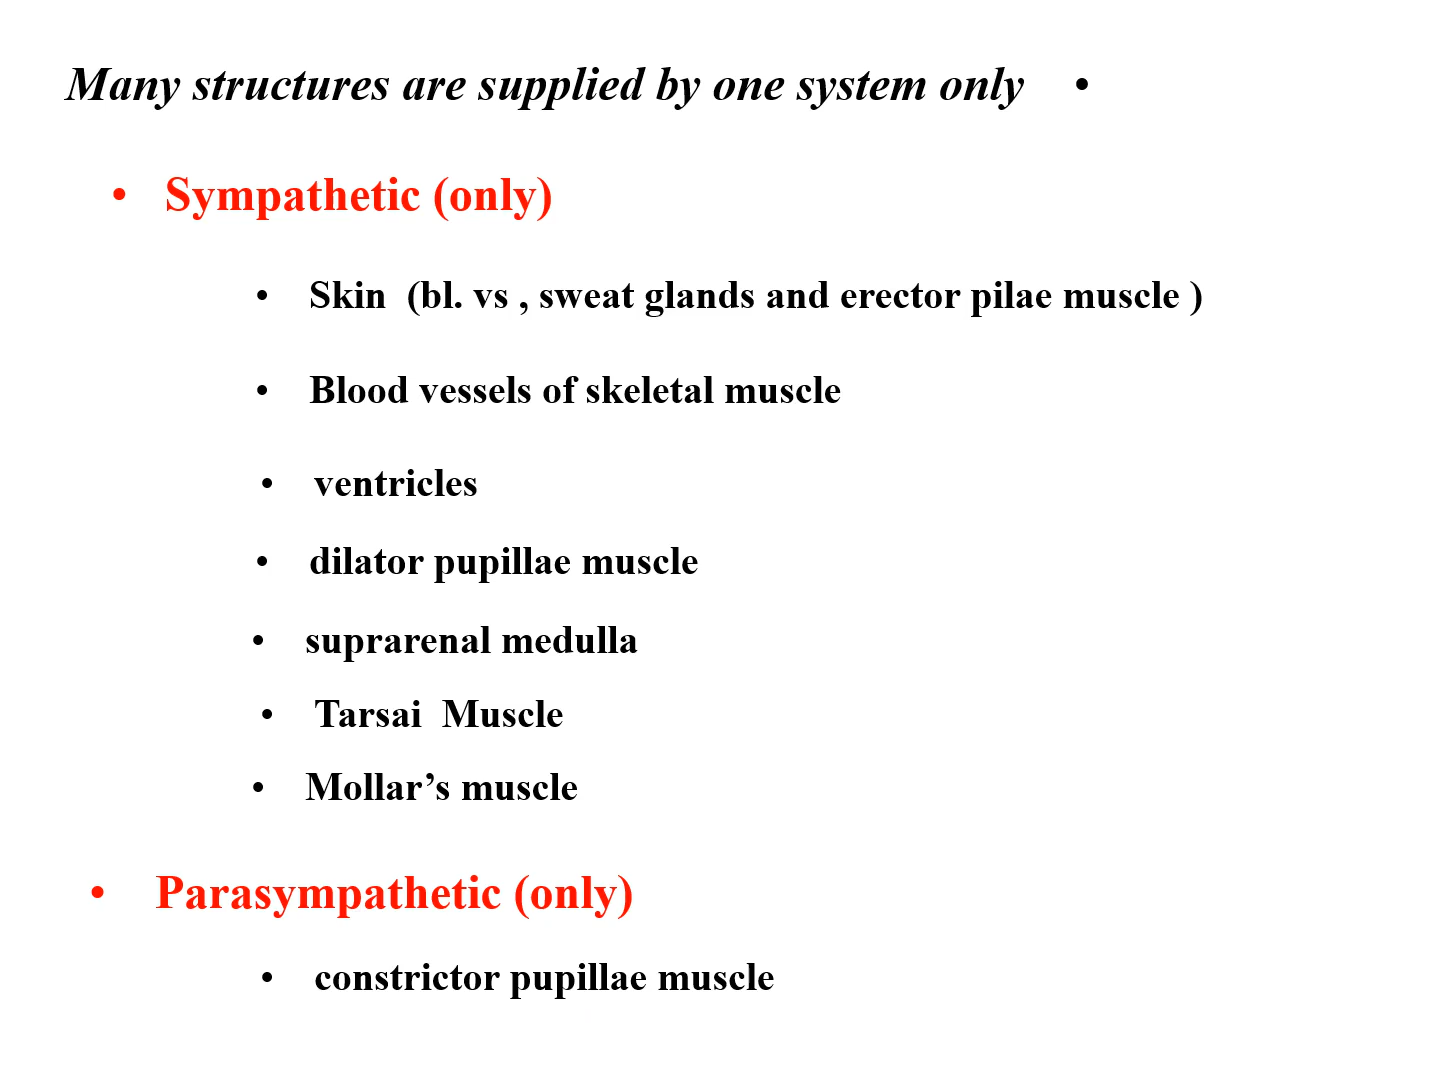 Many structures are supplied by one system only •
• Sympathetic (only)
• Skin (bl. vs , sweat glands and erector pilae muscle )
• Blood vessels of skeletal muscle
• ventricles
• dilator pupillae muscle
• suprarenal medulla
• Tarsai Muscle
• Mollar’s muscle
• Parasympathetic (only)
• constrictor pupillae muscle